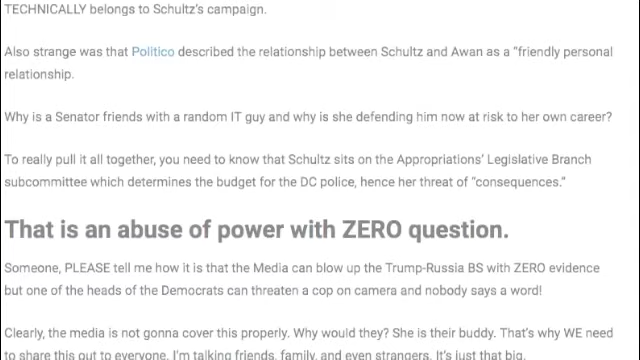 TECHNICALLY belongs to Schultz's campaign.
Also strange was that Politico described the relationship between Schultz and Awan as a “friendly personal
relationship.
Why is a Senator friends with a random IT guy and why is she defending him now at risk to her own career?
To really pull it all together, you need to know that Schultz sits on the Appropriations’ Legislative Branch
subcommittee which determines the budget for the DC police, hence her threat of “consequences.”
That is an abuse of power with ZERO question.
Someone, PLEASE tell me how it is that the Media can blow up the Trump-Russia BS with ZERO evidence
but one of the heads of the Democrats can threaten a cop on camera and nobody says a word!
Clearly, the media is not gonna cover this properly. Why would they? She is their buddy. That’s why WE need
to share this out to everyone. I’m talking friends, family, and even strangers. It’s just that big.